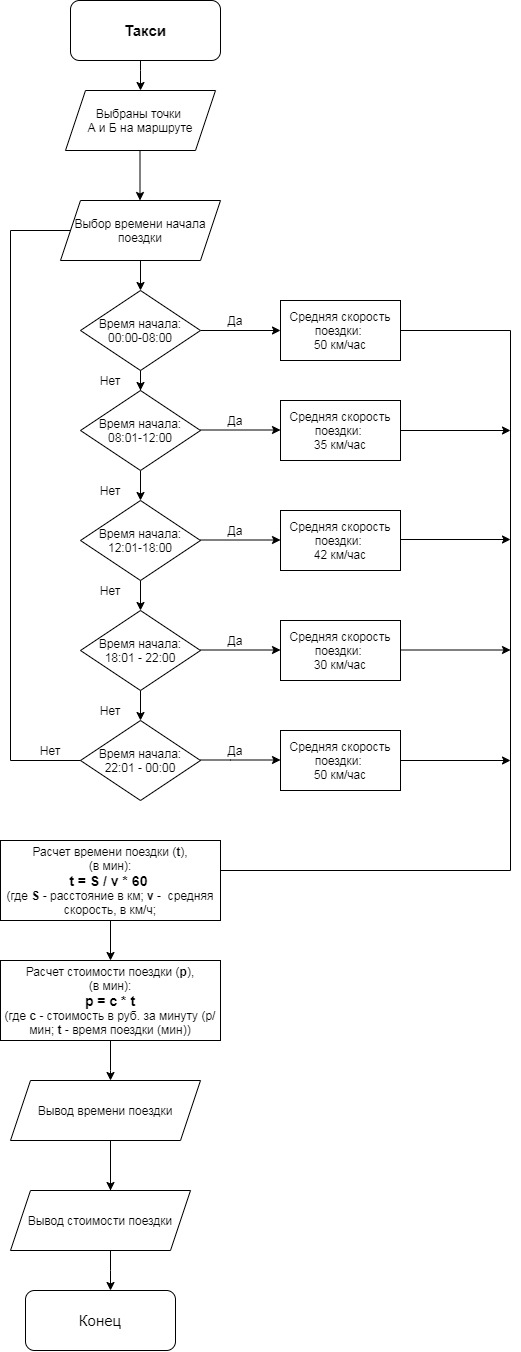 Такси
Выбраны точки
А и Б на маршруте
Выбор времени начала
поездки
Время начала:
00:00-08:00
Да
Средняя скорость
поездки:
50 км/час
Нет
Время начала:
08:01-12:00
Да
Средняя скорость
поездки:
35 км/час
Нет
Время начала:
12:01-18:00
Да
Средняя скорость
поездки:
42 км/час
Нет
Время начала:
18:01 - 22:00
Да
Средняя скорость
поездки:
30 км/час
Нет
Нет
Время начала:
22:01 - 00:00
Да
Средняя скорость
поездки:
50 км/час
Расчет времени поездки (t),
(в мин):
t = S / v * 60
(где S - расстояние в км; v - средняя
скорость, в км/ч;
Расчет стоимости поездки (p),
(в мин):
p = c * t
(где c - стоимость в руб. за минуту (р/
мин; t - время поездки (мин))
Вывод времени поездки
Вывод стоимости поездки
Конец